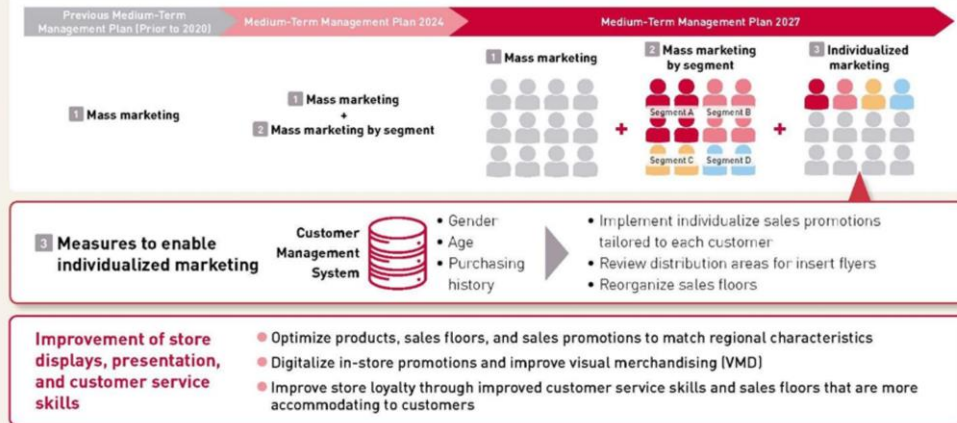 Previous Medium-Term
Management Plan (Prior to 2020)
Medium-Term Management Plan 2024
Medium-Term Management Plan 2027
1 Mass marketing
1 Mass marketing
+
2 Mass marketing by segment
1 Mass marketing
+
2 Mass marketing
by segment
Segment A Segment B
Segment C Segment D
+
3 Individualized
marketing
3 Measures to enable
individualized marketing
Customer
Management
System
• Gender
• Age
• Purchasing
history
• Implement individualize sales promotions
tailored to each customer
• Review distribution areas for insert flyers
• Reorganize sales floors
Improvement of store
displays, presentation,
and customer service
skills
• Optimize products, sales floors, and sales promotions to match regional characteristics
• Digitalize in-store promotions and improve visual merchandising (VMD)
• Improve store loyalty through improved customer service skills and sales floors that are more
accommodating to customers